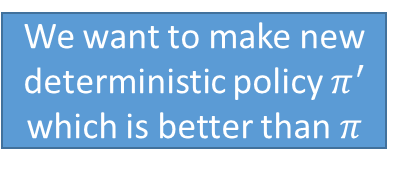 We want to make new
deterministic policy 𝜋′
which is better than 𝜋